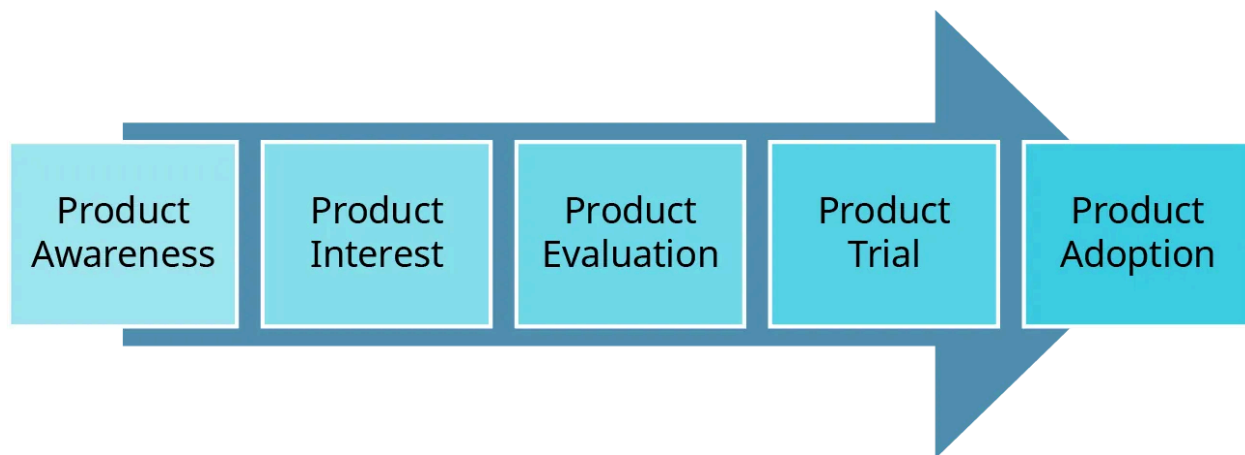 Product
Awareness
Product
Interest
Product
Evaluation
Product
Trial
Product
Adoption